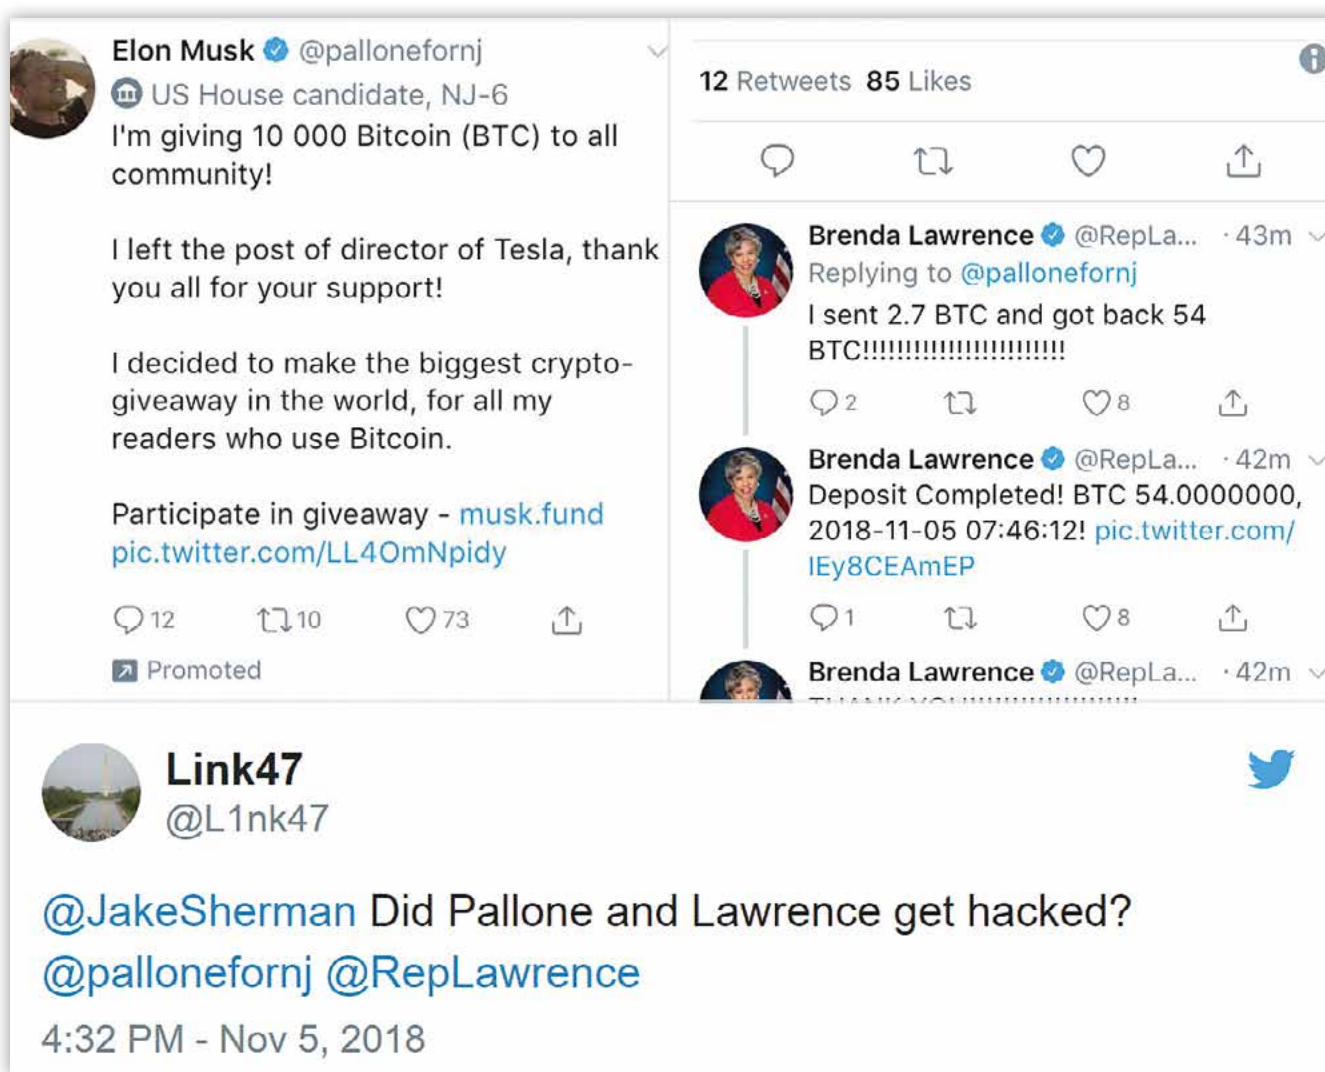 Elon Musk @pallonefornj
US House candidate, NJ-6
I'm giving 10 000 Bitcoin (BTC) to all
community!
I left the post of director of Tesla, thank
you all for your support!
I decided to make the biggest crypto-
giveaway in the world, for all my
readers who use Bitcoin.
Participate in giveaway - musk.fund
pic.twitter.com/LL4OmNpidy
12 10 73
Promoted
12 Retweets 85 Likes
Brenda Lawrence @RepLa... · 43m
Replying to @pallonefornj
I sent 2.7 BTC and got back 54
BTC!!!!!!!!!!!!!!!!!!!!!!!!
2 8
Brenda Lawrence @RepLa... · 42m
Deposit Completed! BTC 54.0000000,
2018-11-05 07:46:12! pic.twitter.com/
IEy8CEAmEP
1 8
Brenda Lawrence @RepLa... · 42m
THANK YOU!!!!!!!!!!!!!!!!!!!!!!
Link47
@L1nk47
@JakeSherman Did Pallone and Lawrence get hacked?
@pallonefornj @RepLawrence
4:32 PM - Nov 5, 2018